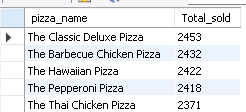 pizza_name Total_sold
The Classic Deluxe Pizza 2453
The Barbecue Chicken Pizza 2432
The Hawaiian Pizza 2422
The Pepperoni Pizza 2418
The Thai Chicken Pizza 2371